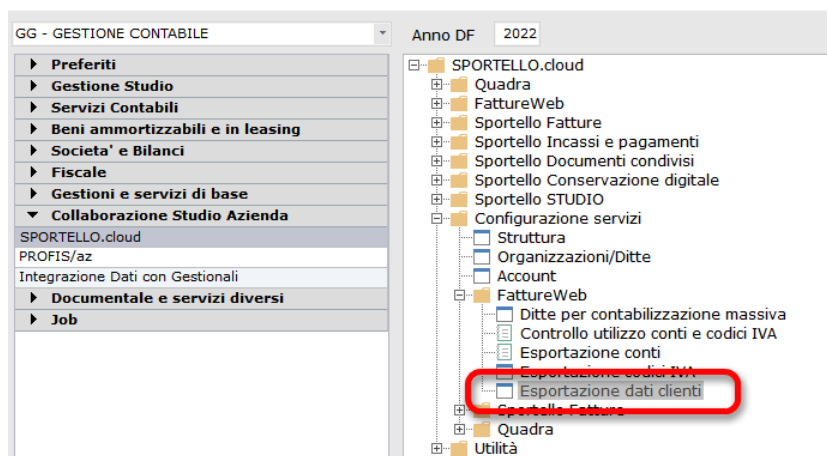 GG - GESTIONE CONTABILE
Anno DF 2022
Preferiti
Gestione Studio
Servizi Contabili
Beni ammortizzabili e in leasing
Societa' e Bilanci
Fiscale
Gestioni e servizi di base
Collaborazione Studio Azienda
SPORTELLO.cloud
PROFIS/az
Integrazione Dati con Gestionali
Documentale e servizi diversi
Job
SPORTELLO.cloud
Quadra
FattureWeb
Sportello Fatture
Sportello Incassi e pagamenti
Sportello Documenti condivisi
Sportello Conservazione digitale
Sportello STUDIO
Configurazione servizi
Struttura
Organizzazioni/Ditte
Account
FattureWeb
Ditte per contabilizzazione massiva
Controllo utilizzo conti e codici IVA
Esportazione conti
Esportazione codici IVA
Esportazione dati clienti
Sportello Fatture
Quadra
Utilità